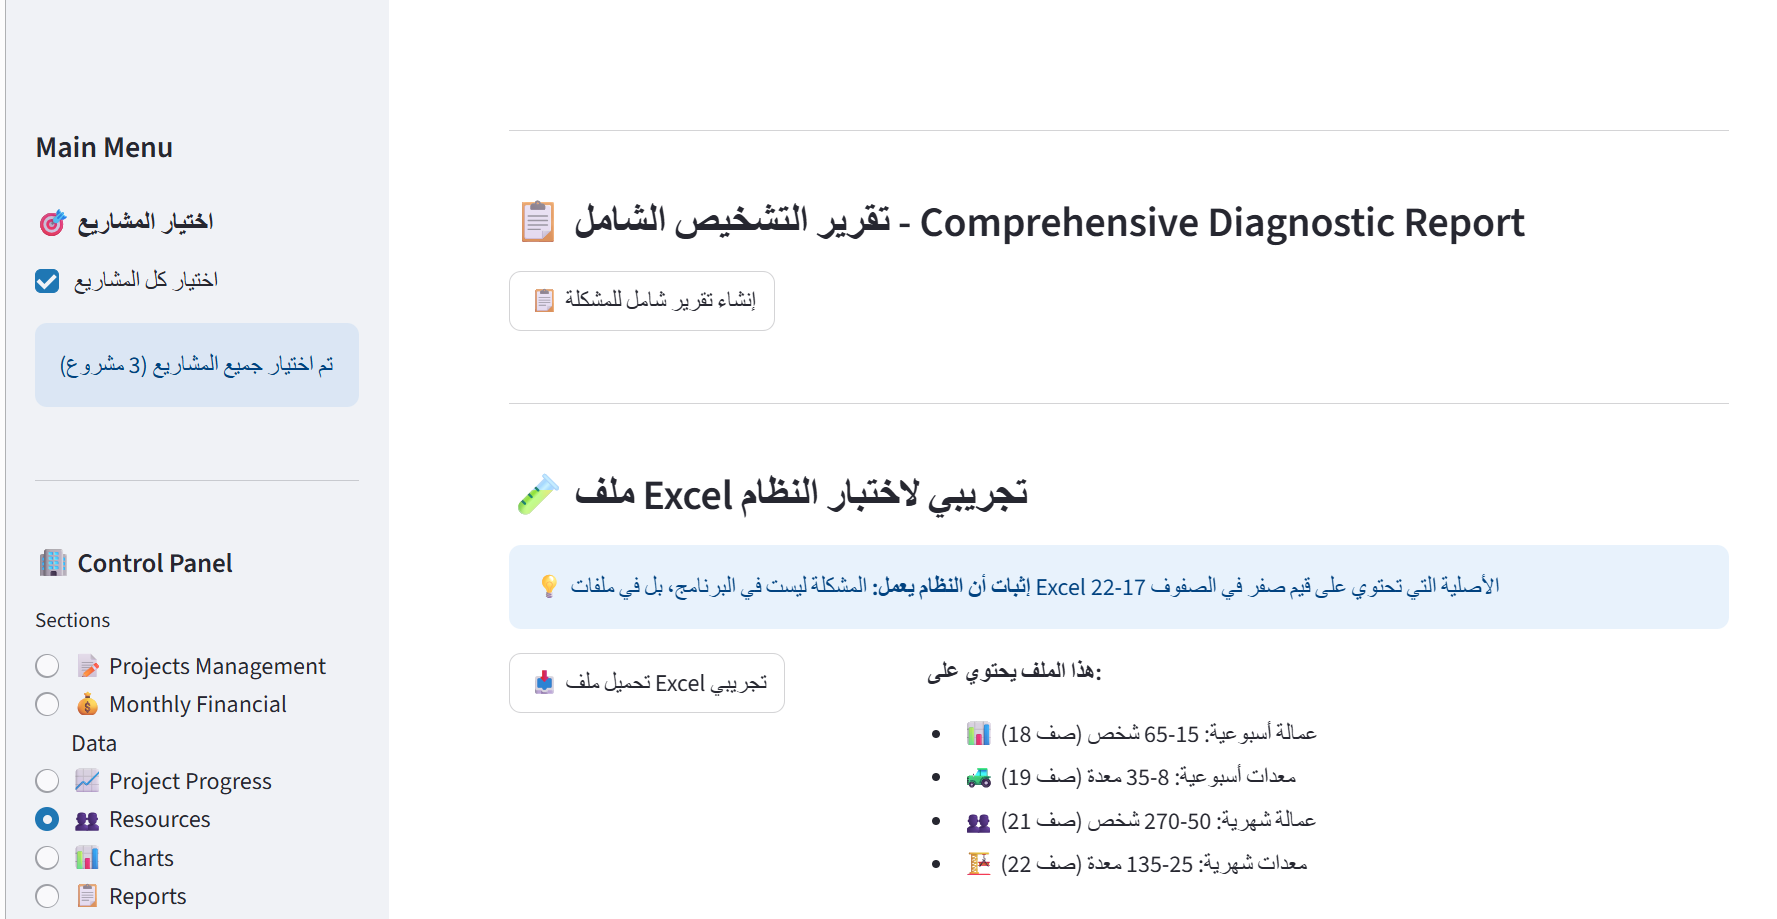 Main Menu
اختيار المشاريع
اختيار كل المشاريع
تم اختيار جميع المشاريع (3 مشروع)
Control Panel
Sections
Projects Management
Monthly Financial
Data
Project Progress
Resources
Charts
Reports
تقرير التشخيص الشامل - Comprehensive Diagnostic Report
إنشاء تقرير شامل للمشكلة
ملف Excel تجريبي لاختبار النظام
إثبات أن النظام يعمل: المشكلة ليست في البرنامج، بل في ملفات Excel الأصلية التي تحتوي على قيم صفر في الصفوف 17-22
تحميل ملف Excel تجريبي
هذا الملف يحتوي على:
عمالة أسبوعية: 15-65 شخص (صف 18)
معدات أسبوعية: 8-35 معدة (صف 19)
عمالة شهرية: 50-270 شخص (صف 21)
معدات شهرية: 25-135 معدة (صف 22)